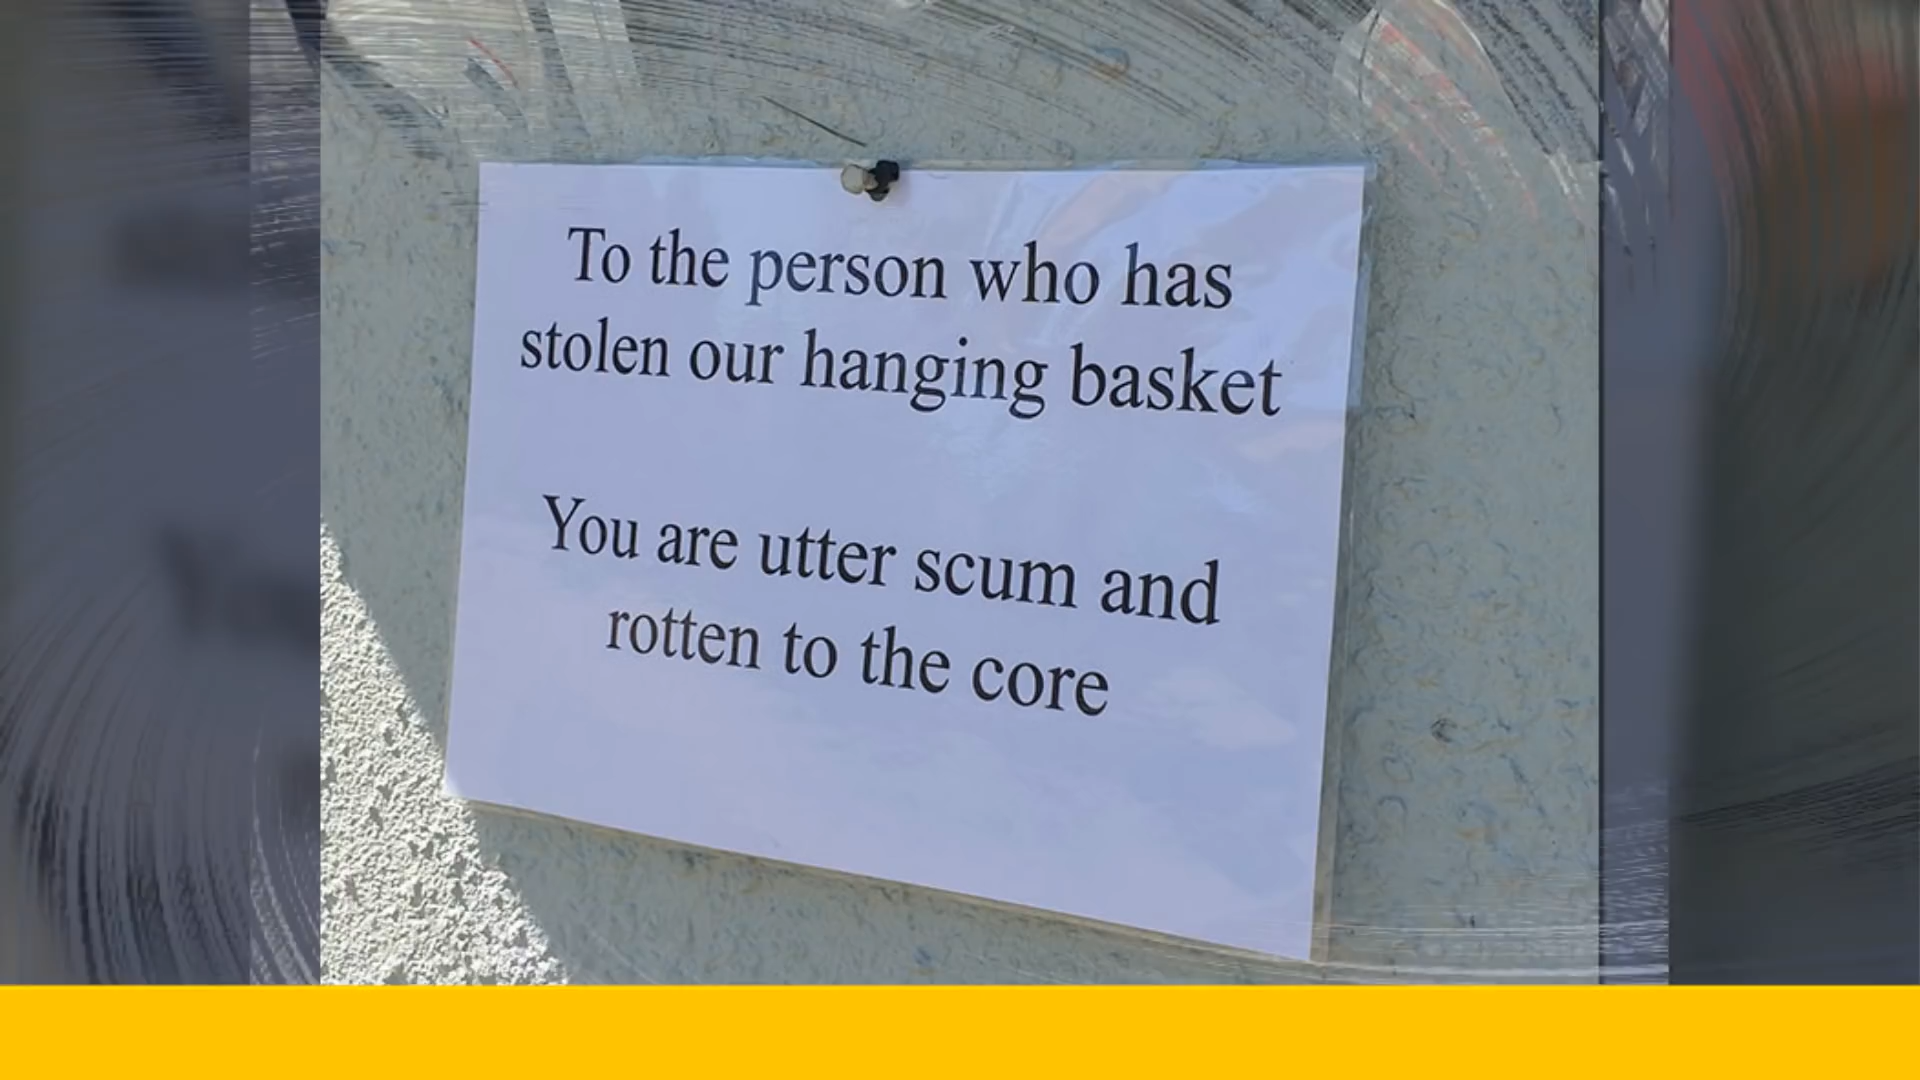 To the person who has
stolen our hanging basket
You are utter scum and
rotten to the core